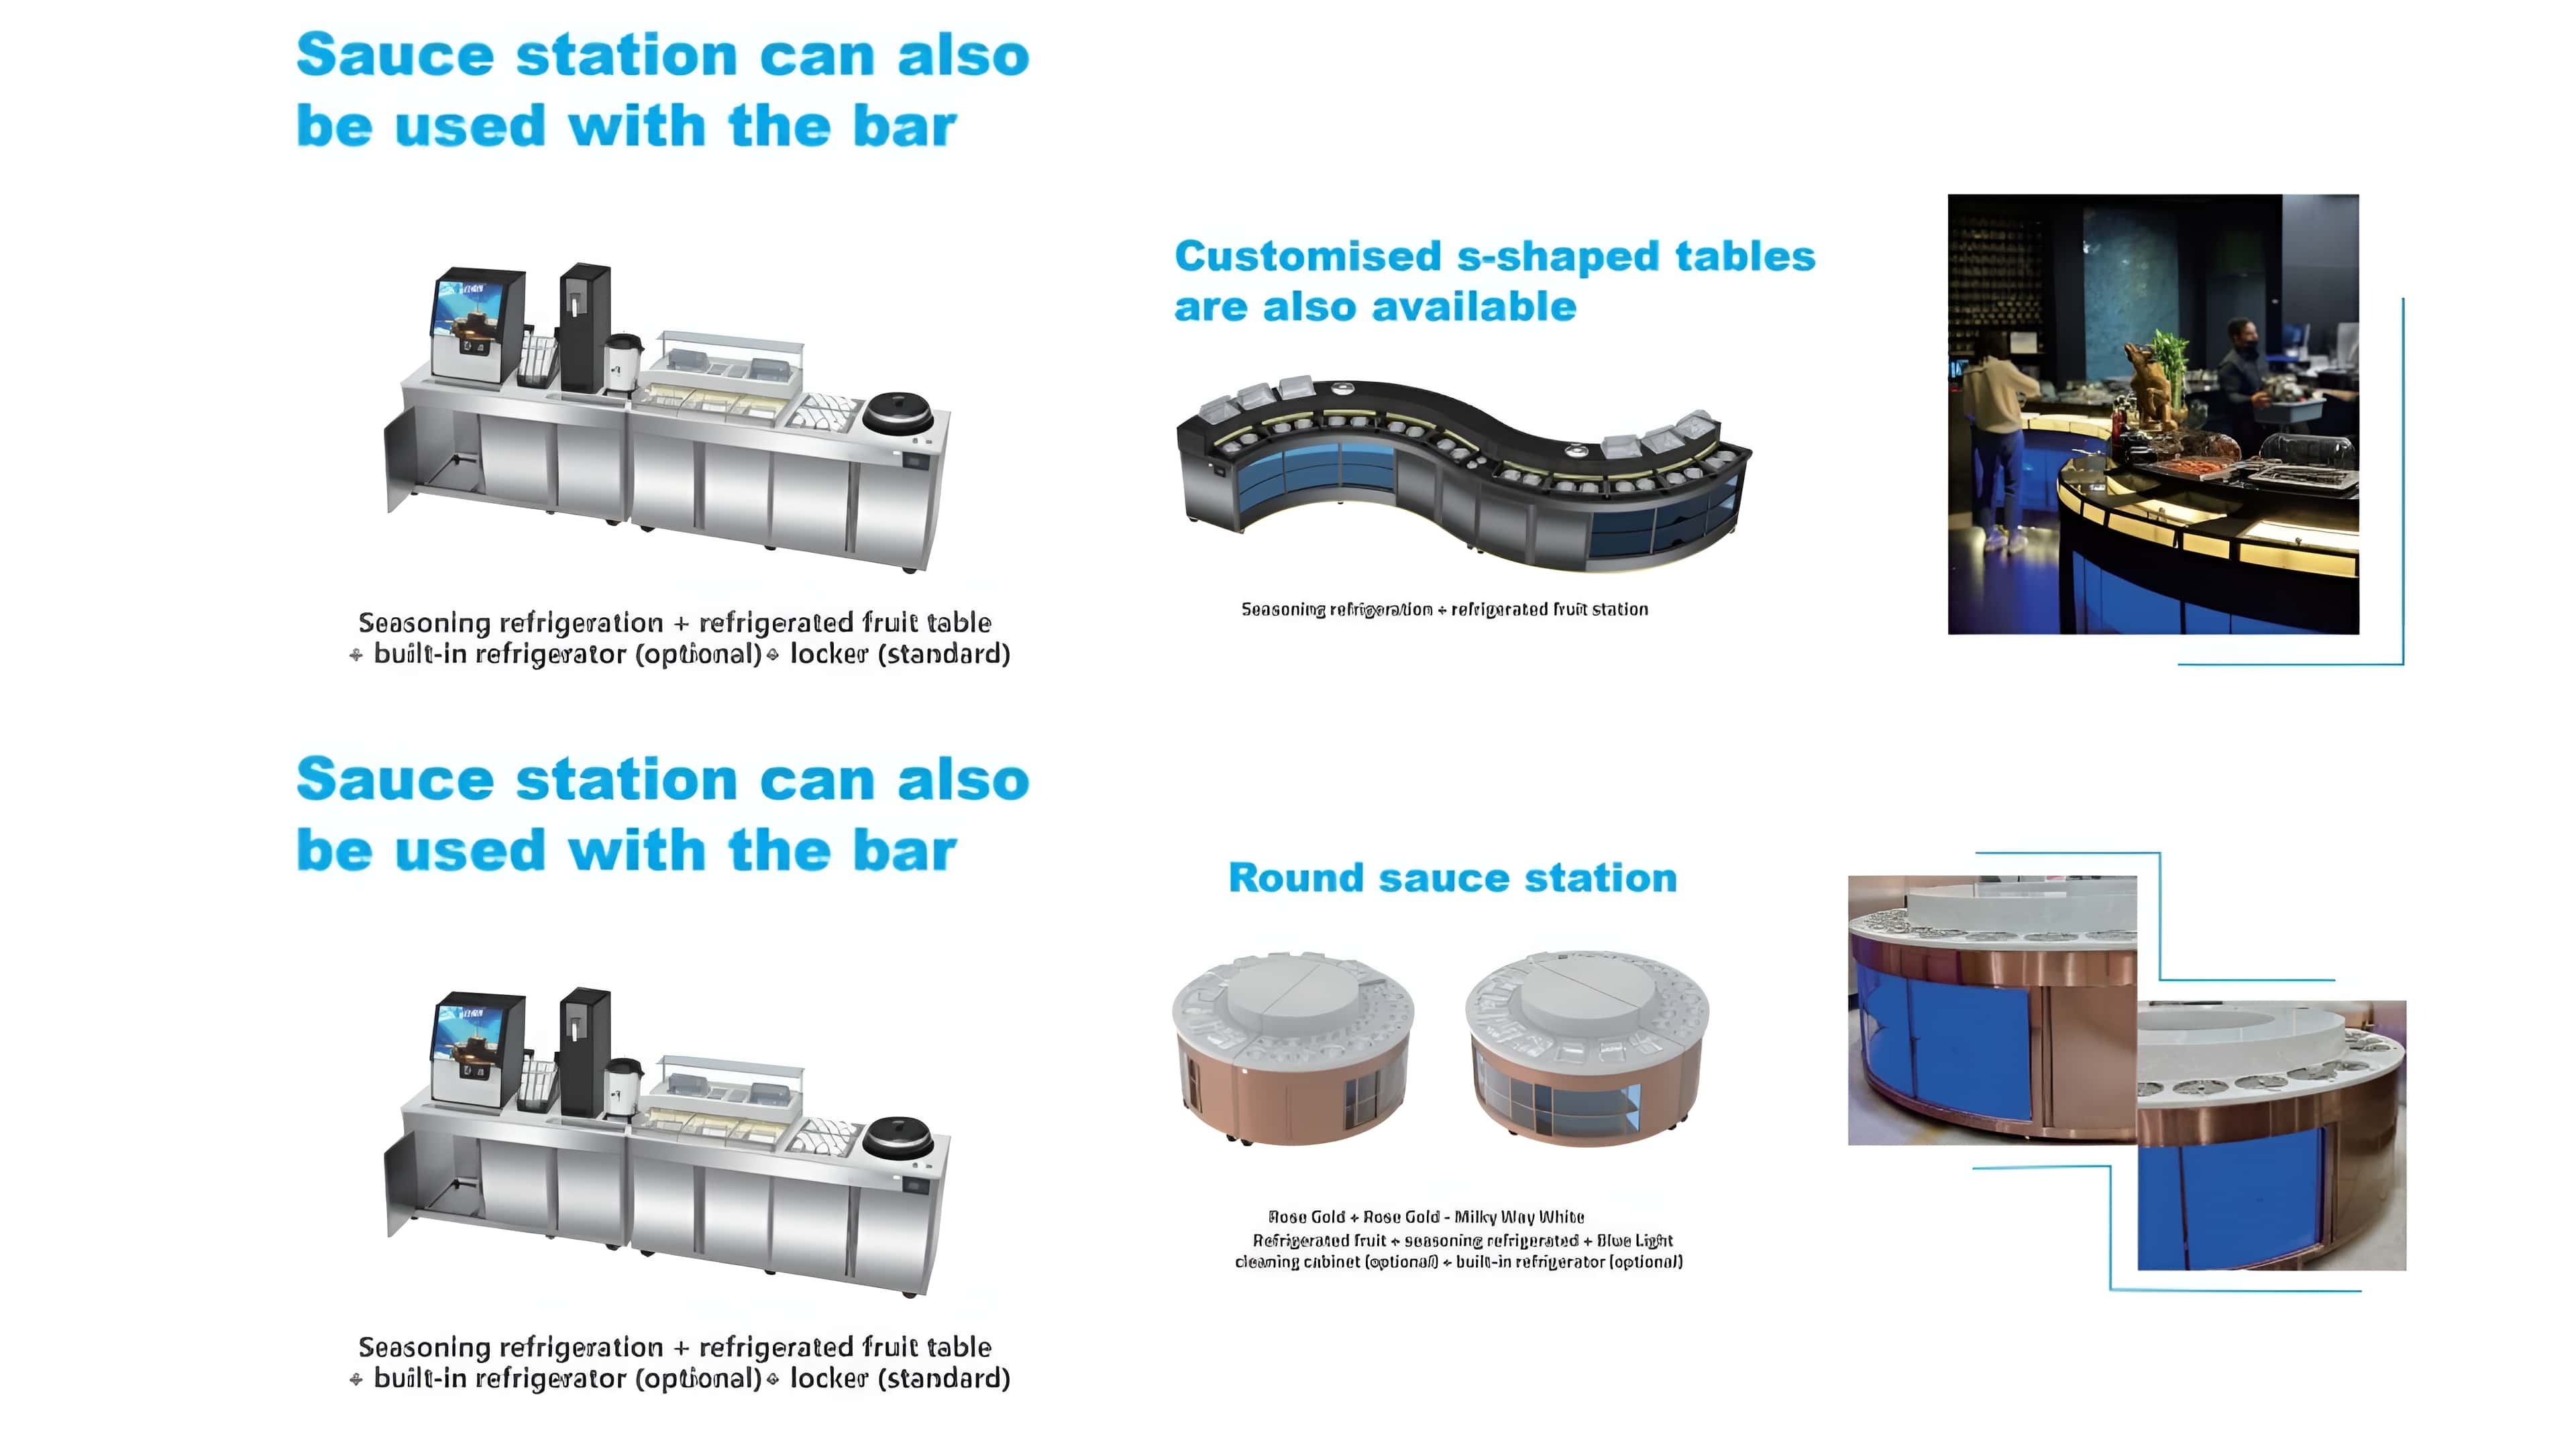 Sauce station can also
be used with the bar
Customised s-shaped tables
are also available
Seasoning refrigeration + refrigerated fruit table
+ built-in refrigerator (optional)+ locker (standard)
Seasoning refrigeration + refrigerated fruit station
Sauce station can also
be used with the bar
Round sauce station
Rose Gold + Rose Gold - Milky Way White
Refrigerated fruit + seasoning refrigerated + Blue Light
cleaning cabinet (optional) + built-in refrigerator (optional)
Seasoning refrigeration + refrigerated fruit table
+ built-in refrigerator (optional)+ locker (standard)